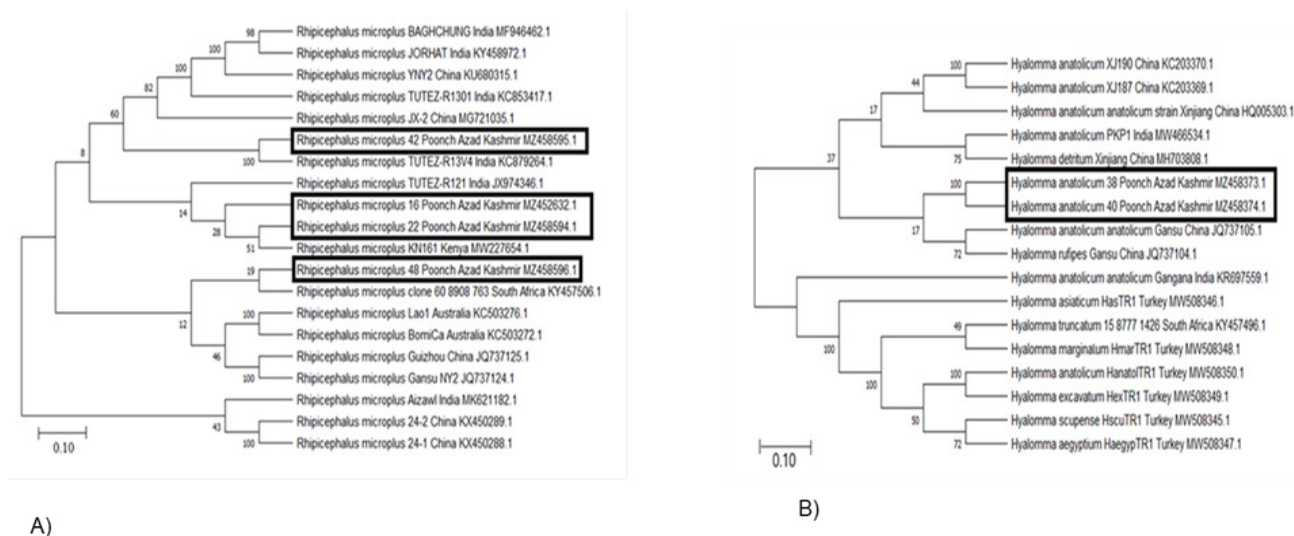 98
Rhipicephalus microplus BAGHCHUNG India MF946462.1
100
Rhipicephalus microplus JORHAT India KY458972.1
100
Rhipicephalus microplus YNY2 China KU680315.1
82
Rhipicephalus microplus TUTEZ-R1301 India KC853417.1
60
Rhipicephalus microplus JX-2 China MG721035.1
Rhipicephalus microplus 42 Poonch Azad Kashmir MZ458595.1
8
100
Rhipicephalus microplus TUTEZ-R13V4 India KC879264.1
Rhipicephalus microplus TUTEZ-R121 India JX974346.1
14
Rhipicephalus microplus 16 Poonch Azad Kashmir MZ452632.1
28
Rhipicephalus microplus 22 Poonch Azad Kashmir MZ458594.1
51
Rhipicephalus microplus KN161 Kenya MW227654.1
19
Rhipicephalus microplus 48 Poonch Azad Kashmir MZ458596.1
Rhipicephalus microplus clone 60 8908 763 South Africa KY457506.1
12
100
Rhipicephalus microplus Lao1 Australia KC503276.1
Rhipicephalus microplus BomiCa Australia KC503272.1
46
Rhipicephalus microplus Guizhou China JQ737125.1
100
Rhipicephalus microplus Gansu NY2 JQ737124.1
Rhipicephalus microplus Aizawl India MK621182.1
43
Rhipicephalus microplus 24-2 China KX450289.1
100
Rhipicephalus microplus 24-1 China KX450288.1
0.10
A)
100
Hyalomma anatolicum XJ190 China KC203370.1
44
Hyalomma anatolicum XJ187 China KC203369.1
17
Hyalomma anatolicum anatolicum strain Xinjiang China HQ005303.1
Hyalomma anatolicum PKP1 India MW466534.1
37
75
Hyalomma detritum Xinjiang China MH703808.1
100
Hyalomma anatolicum 38 Poonch Azad Kashmir MZ458373.1
Hyalomma anatolicum 40 Poonch Azad Kashmir MZ458374.1
17
Hyalomma anatolicum anatolicum Gansu China JQ737105.1
72
Hyalomma rufipes Gansu China JQ737104.1
Hyalomma anatolicum anatolicum Gangana India KR697559.1
Hyalomma asiaticum HasTR1 Turkey MW508346.1
100
49
Hyalomma truncatum 15 8777 1426 South Africa KY457496.1
Hyalomma marginatum HmarTR1 Turkey MW508348.1
100
100
Hyalomma anatolicum HanatolTR1 Turkey MW508350.1
Hyalomma excavatum HexTR1 Turkey MW508349.1
50
Hyalomma scupense HscuTR1 Turkey MW508345.1
72
Hyalomma aegyptium HaegypTR1 Turkey MW508347.1
0.10
B)